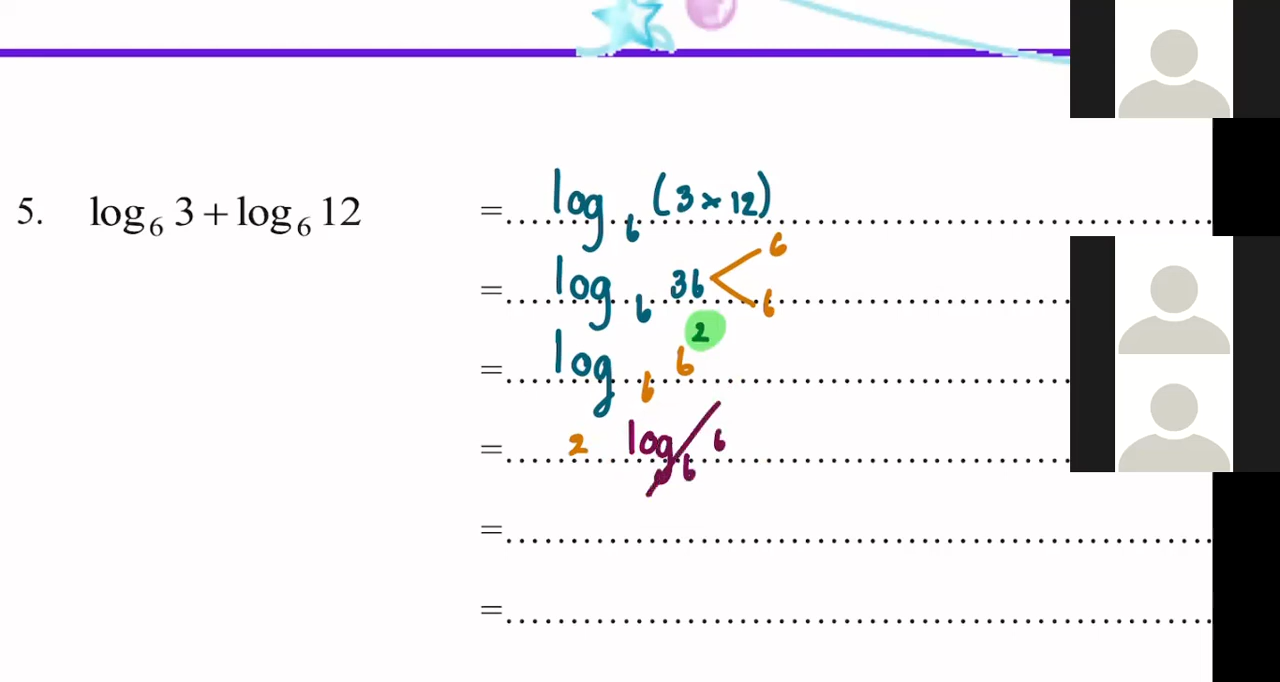 5. log₆ 3 + log₆ 12 = log₆ (3 × 12)
= log₆ 36 < 6 6
= log₆ 6²
= 2 log₆ 6
=
=